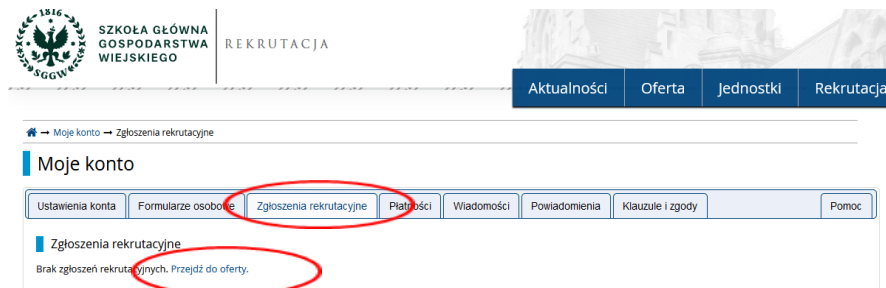 1816
SGGW
SZKOŁA GŁÓWNA
GOSPODARSTWA
WIEJSKIEGO
REKRUTACJA
Aktualności Oferta Jednostki Rekrutacja
→ Moje konto → Zgłoszenia rekrutacyjne
Moje konto
Ustawienia konta Formularze osobowe Zgłoszenia rekrutacyjne Płatności Wiadomości Powiadomienia Klauzule i zgody Pomoc
Zgłoszenia rekrutacyjne
Brak zgłoszeń rekrutacyjnych. Przejdź do oferty.